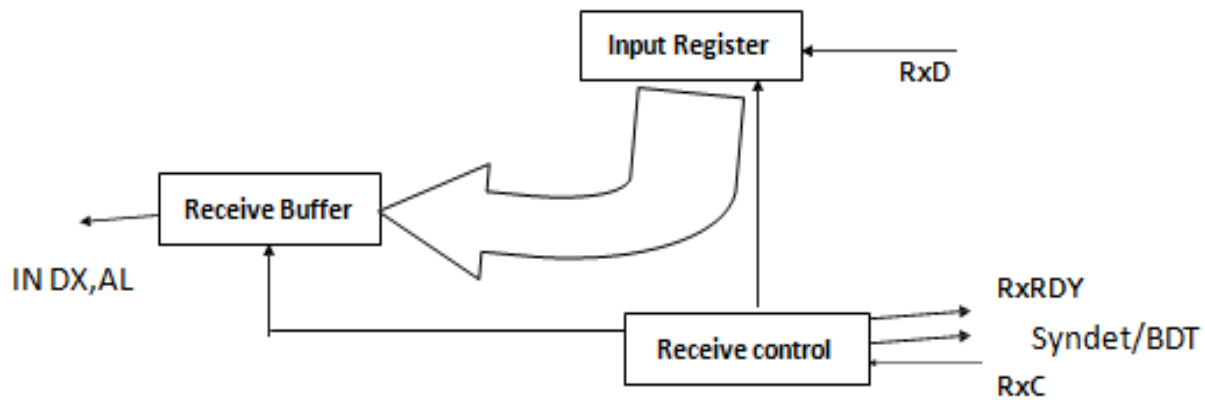 Input Register
RxD
Receive Buffer
IN DX,AL
RxRDY
Receive control
Syndet/BDT
RxC